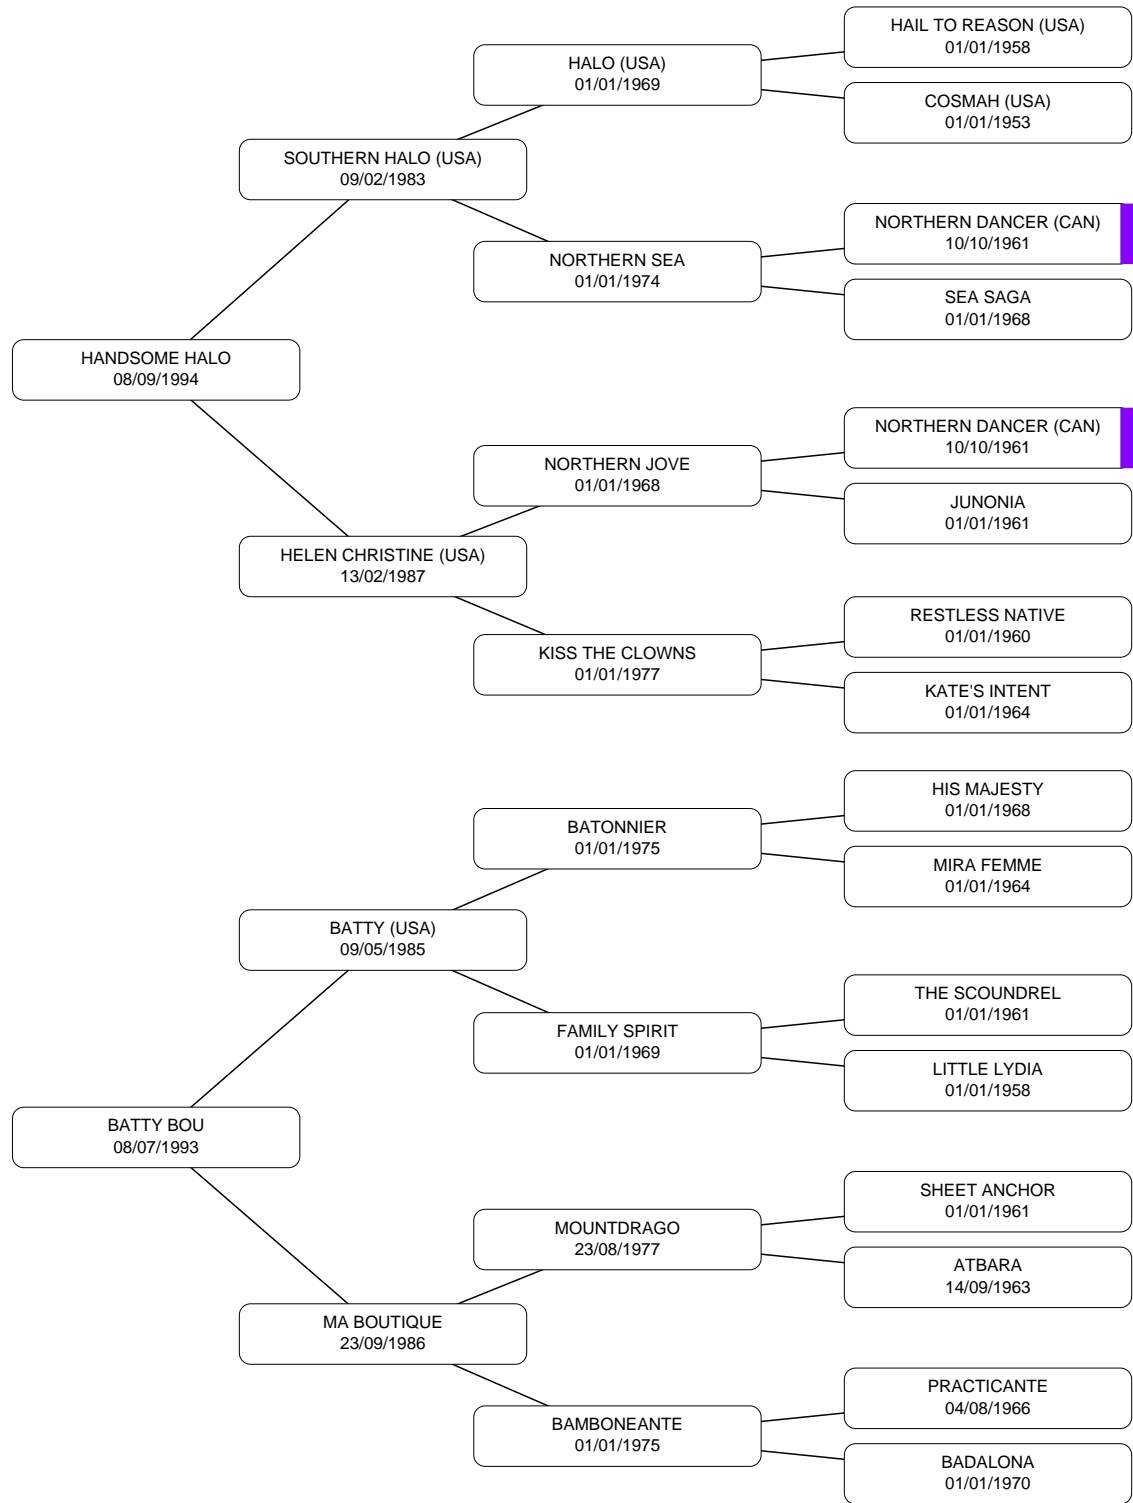 HAIL TO REASON (USA)
01/01/1958
HALO (USA)
01/01/1969
COSMAH (USA)
01/01/1953
SOUTHERN HALO (USA)
09/02/1983
NORTHERN DANCER (CAN)
10/10/1961
NORTHERN SEA
01/01/1974
SEA SAGA
01/01/1968
HANDSOME HALO
08/09/1994
NORTHERN DANCER (CAN)
10/10/1961
NORTHERN JOVE
01/01/1968
JUNONIA
01/01/1961
HELEN CHRISTINE (USA)
13/02/1987
RESTLESS NATIVE
01/01/1960
KISS THE CLOWNS
01/01/1977
KATE'S INTENT
01/01/1964
HIS MAJESTY
01/01/1968
BATONNIER
01/01/1975
MIRA FEMME
01/01/1964
BATTY (USA)
09/05/1985
THE SCOUNDREL
01/01/1961
FAMILY SPIRIT
01/01/1969
LITTLE LYDIA
01/01/1958
BATTY BOU
08/07/1993
SHEET ANCHOR
01/01/1961
MOUNTDRAGO
23/08/1977
ATBARA
14/09/1963
MA BOUTIQUE
23/09/1986
PRACTICANTE
04/08/1966
BAMBONEANTE
01/01/1975
BADALONA
01/01/1970